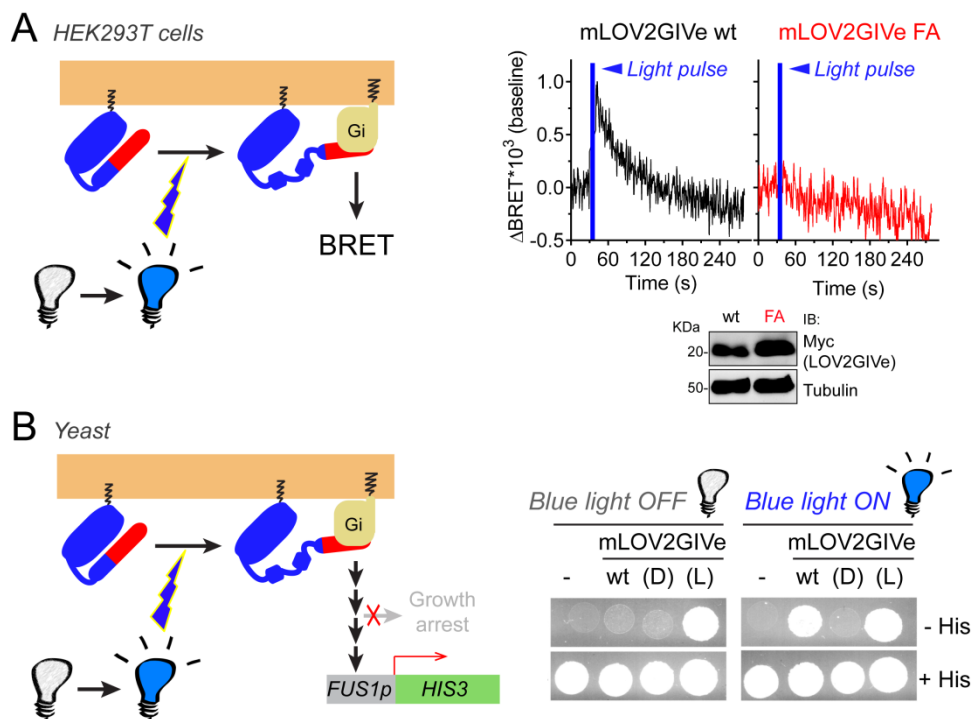 A HEK293T cells
Gi
BRET
mLOV2GIVe wt
mLOV2GIVe FA
Light pulse
Light pulse
ΔBRET*10³ (baseline)
1.0
0.5
0.0
-0.5
0 60 120 180 240
0 60 120 180 240
Time (s)
Time (s)
wt FA IB:
KDa
20- Myc
(LOV2GIVe)
50- Tubulin
B Yeast
Gi
Growth
arrest
FUS1p HIS3
Blue light OFF
Blue light ON
mLOV2GIVe
mLOV2GIVe
- wt (D) (L)
- wt (D) (L)
- His
+ His